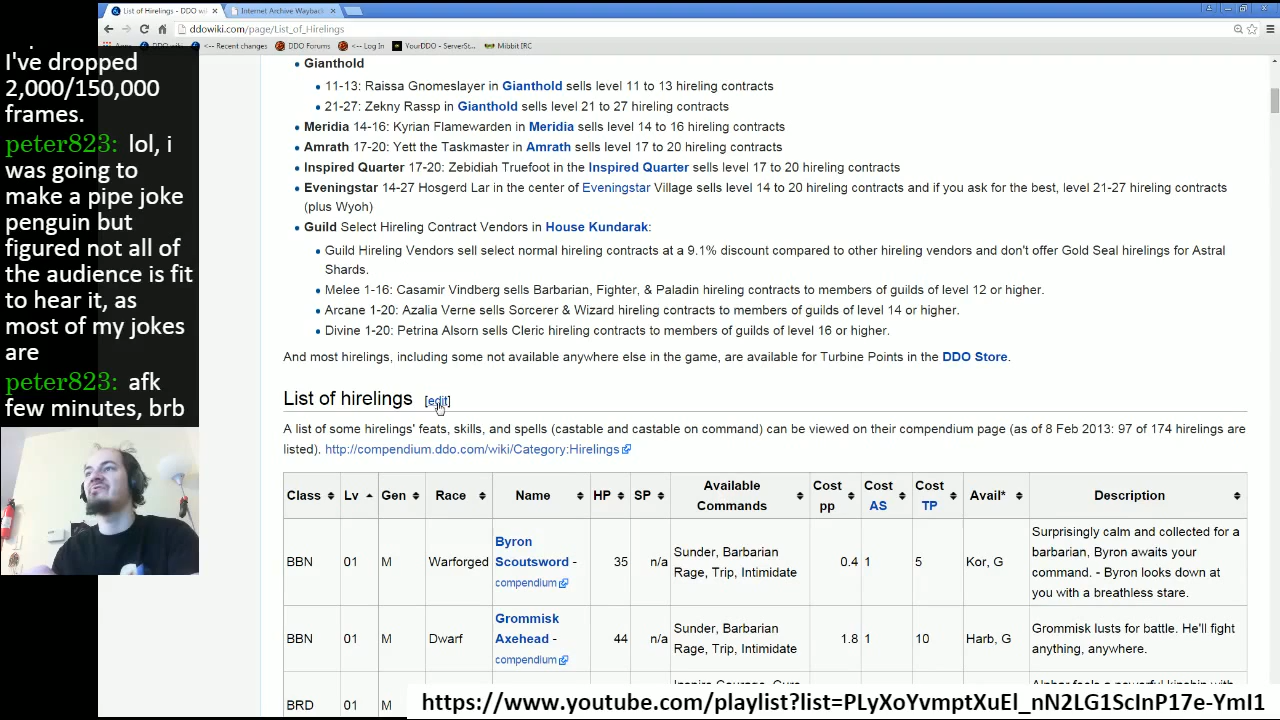 List of Hirelings - DDO wiki
Internet Archive Wayback
ddowiki.com/page/List_of_Hirelings
<-- Recent changes
DDO Forums
<-- Log In
YourDDO - ServerSt...
Mibbit IRC
I've dropped
2,000/150,000
frames.
peter823: lol, i
was going to
make a pipe joke
penguin but
figured not all of
the audience is fit
to hear it, as
most of my jokes
are
peter823: afk
few minutes, brb
Gianthold
11-13: Raissa Gnomeslayer in Gianthold sells level 11 to 13 hireling contracts
21-27: Zekny Rassp in Gianthold sells level 21 to 27 hireling contracts
Meridia 14-16: Kyrian Flamewarden in Meridia sells level 14 to 16 hireling contracts
Amrath 17-20: Yett the Taskmaster in Amrath sells level 17 to 20 hireling contracts
Inspired Quarter 17-20: Zebidiah Truefoot in the Inspired Quarter sells level 17 to 20 hireling contracts
Eveningstar 14-27 Hosgerd Lar in the center of Eveningstar Village sells level 14 to 20 hireling contracts and if you ask for the best, level 21-27 hireling contracts
(plus Wyoh)
Guild Select Hireling Contract Vendors in House Kundarak:
Guild Hireling Vendors sell select normal hireling contracts at a 9.1% discount compared to other hireling vendors and don't offer Gold Seal hirelings for Astral
Shards.
Melee 1-16: Casamir Vindberg sells Barbarian, Fighter, & Paladin hireling contracts to members of guilds of level 12 or higher.
Arcane 1-20: Azalia Verne sells Sorcerer & Wizard hireling contracts to members of guilds of level 14 or higher.
Divine 1-20: Petrina Alsorn sells Cleric hireling contracts to members of guilds of level 16 or higher.
And most hirelings, including some not available anywhere else in the game, are available for Turbine Points in the DDO Store.
List of hirelings [edit]
A list of some hirelings' feats, skills, and spells (castable and castable on command) can be viewed on their compendium page (as of 8 Feb 2013: 97 of 174 hirelings are
listed). http://compendium.ddo.com/wiki/Category:Hirelings
Class Lv Gen Race Name HP SP Available Commands Cost pp Cost AS Cost TP Avail* Description
BBN 01 M Warforged Byron Scoutsword - compendium 35 n/a Sunder, Barbarian Rage, Trip, Intimidate 0.4 1 5 Kor, G Surprisingly calm and collected for a barbarian, Byron awaits your command. - Byron looks down at you with a breathless stare.
BBN 01 M Dwarf Grommisk Axehead - compendium 44 n/a Sunder, Barbarian Rage, Trip, Intimidate 1.8 1 10 Harb, G Grommisk lusts for battle. He'll fight anything, anywhere.
BRD 01 M
https://www.youtube.com/playlist?list=PLyXoYvmptXuEl_nN2LG1ScInP17e-YmI1